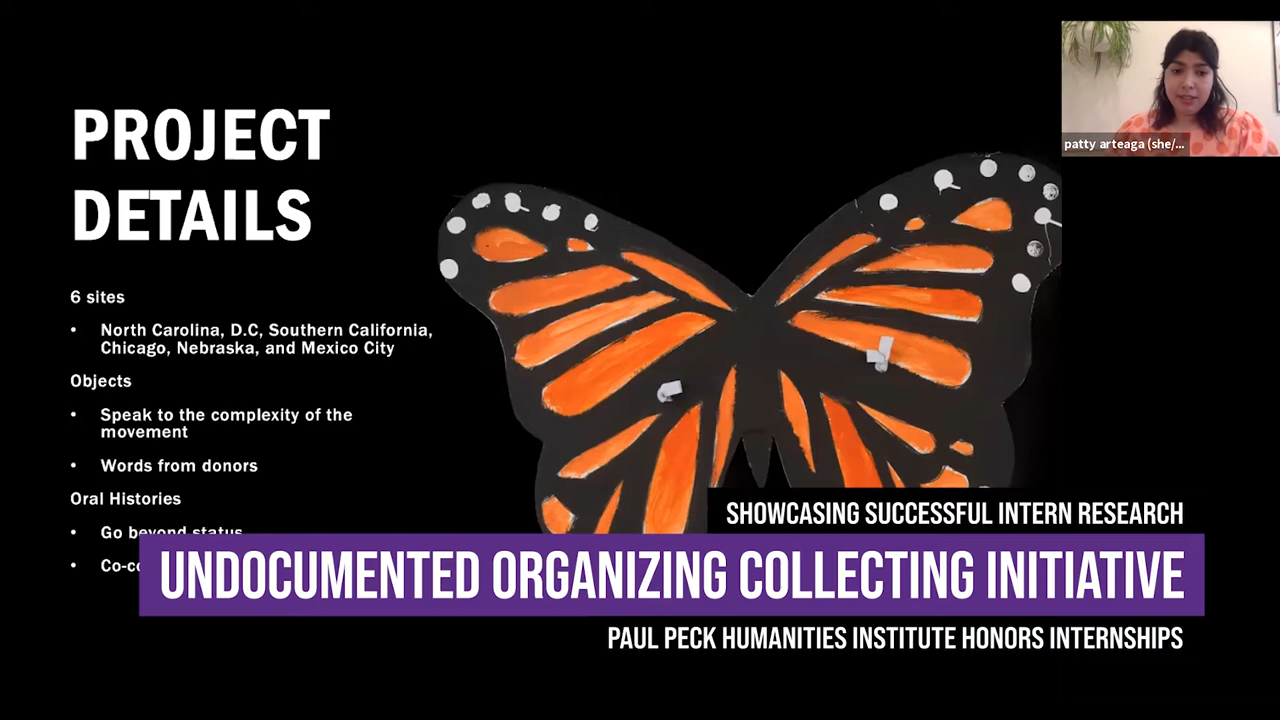 PROJECT
DETAILS
6 sites
• North Carolina, D.C, Southern California,
Chicago, Nebraska, and Mexico City
Objects
• Speak to the complexity of the
movement
• Words from donors
Oral Histories
• Go beyond status
• Co-co
patty arteaga (she/...
SHOWCASING SUCCESSFUL INTERN RESEARCH
UNDOCUMENTED ORGANIZING COLLECTING INITIATIVE
PAUL PECK HUMANITIES INSTITUTE HONORS INTERNSHIPS